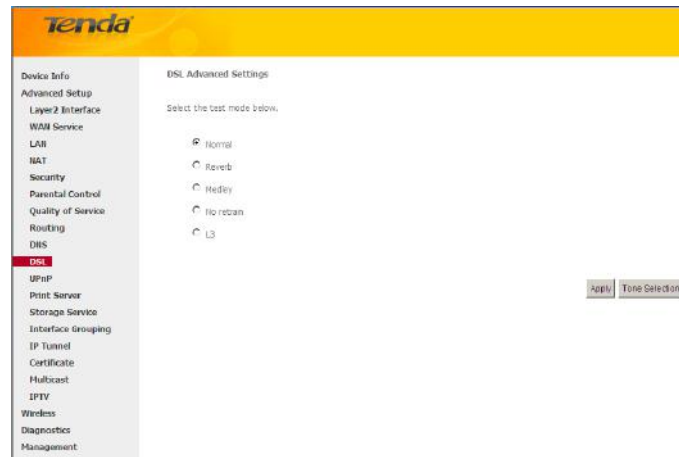 Tenda
Device Info
Advanced Setup
Layer2 Interface
WAN Service
LAN
NAT
Security
Parental Control
Quality of Service
Routing
DNS
DSL
UPnP
Print Server
Storage Service
Interface Grouping
IP Tunnel
Certificate
Multicast
IPTV
Wireless
Diagnostics
Management
DSL Advanced Settings
Select the test mode below.
Normal
Reverb
Medley
No retrain
L3
Apply Tone Selection